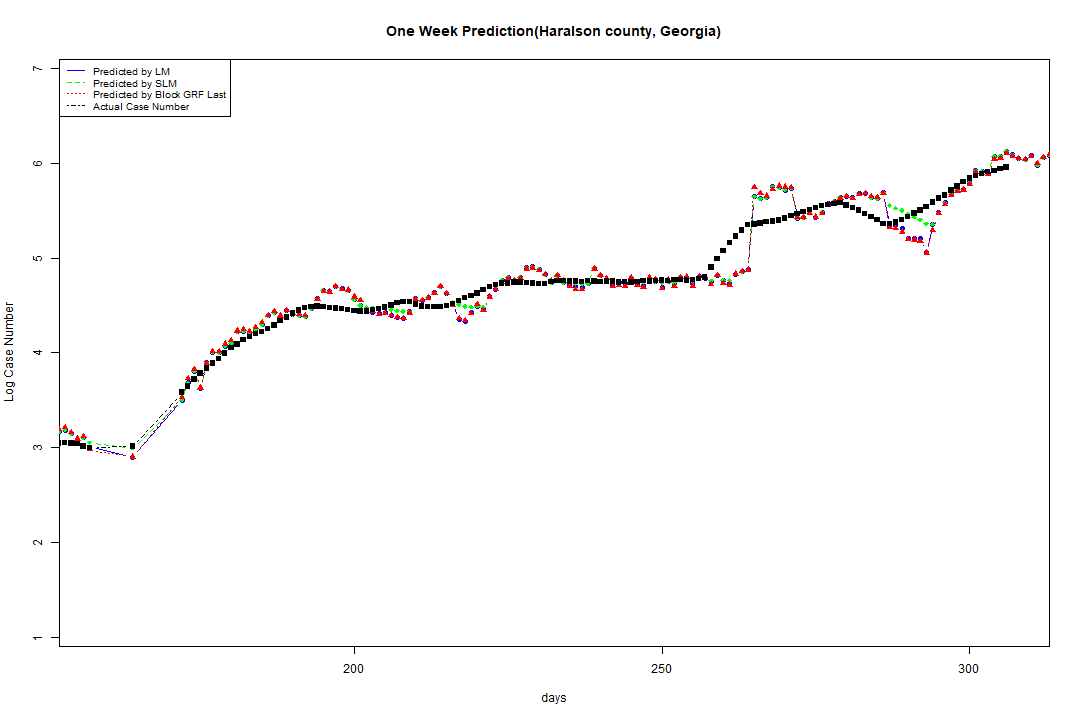 One Week Prediction(Haralson county, Georgia)
Predicted by LM
Predicted by SLM
Predicted by Block GRF Last
Actual Case Number
7
6
5
4
3
2
1
Log Case Number
200 250 300
days